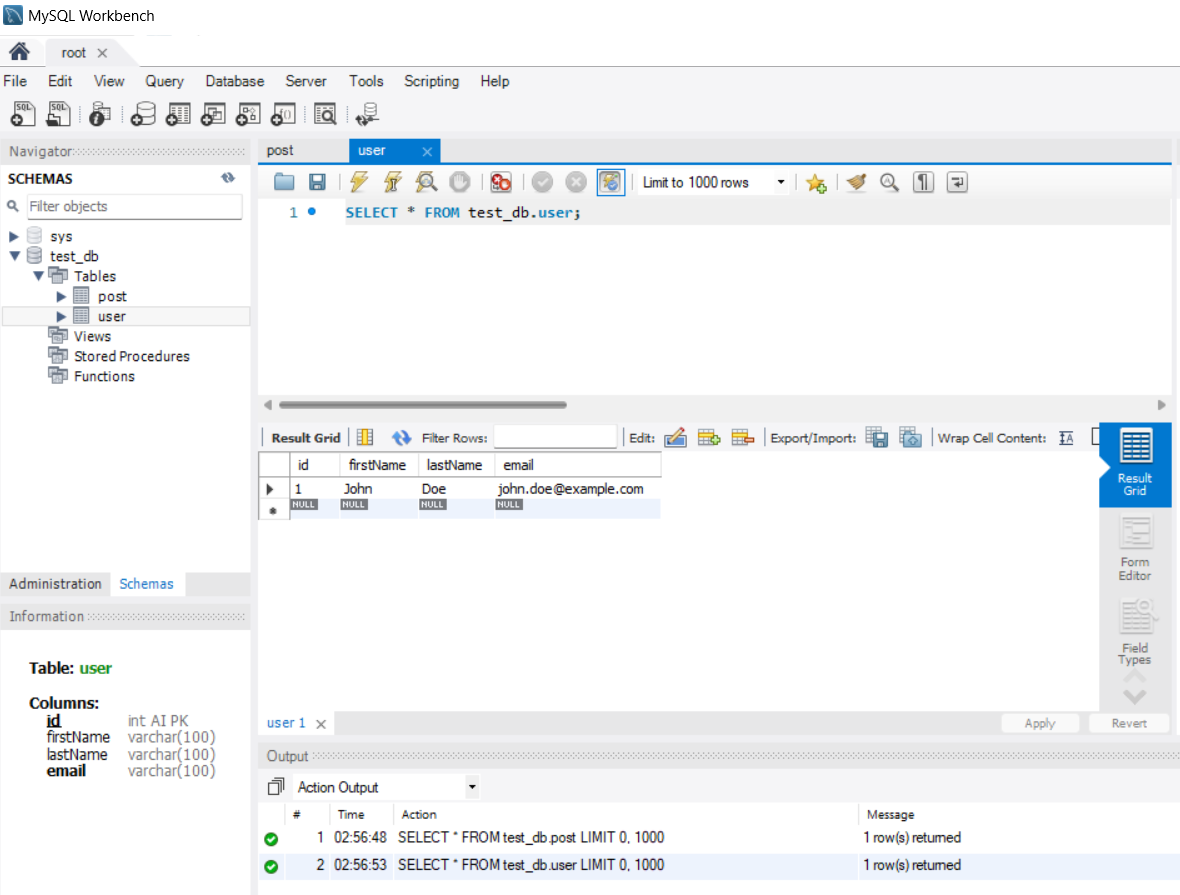 MySQL Workbench
root
File Edit View Query Database Server Tools Scripting Help
Navigator
SCHEMAS
Filter objects
sys
test_db
Tables
post
user
Views
Stored Procedures
Functions
Administration Schemas
Information
Table: user
Columns:
id int AI PK
firstName varchar(100)
lastName varchar(100)
email varchar(100)
post user
Limit to 1000 rows
1 SELECT * FROM test_db.user;
Result Grid Filter Rows: Edit: Export/Import: Wrap Cell Content: IA
id firstName lastName email
1 John Doe john.doe@example.com
NULL NULL NULL NULL
Result
Grid
Form
Editor
Field
Types
user 1 Apply Revert
Output
Action Output
# Time Action Message
1 02:56:48 SELECT * FROM test_db.post LIMIT 0, 1000 1 row(s) returned
2 02:56:53 SELECT * FROM test_db.user LIMIT 0, 1000 1 row(s) returned